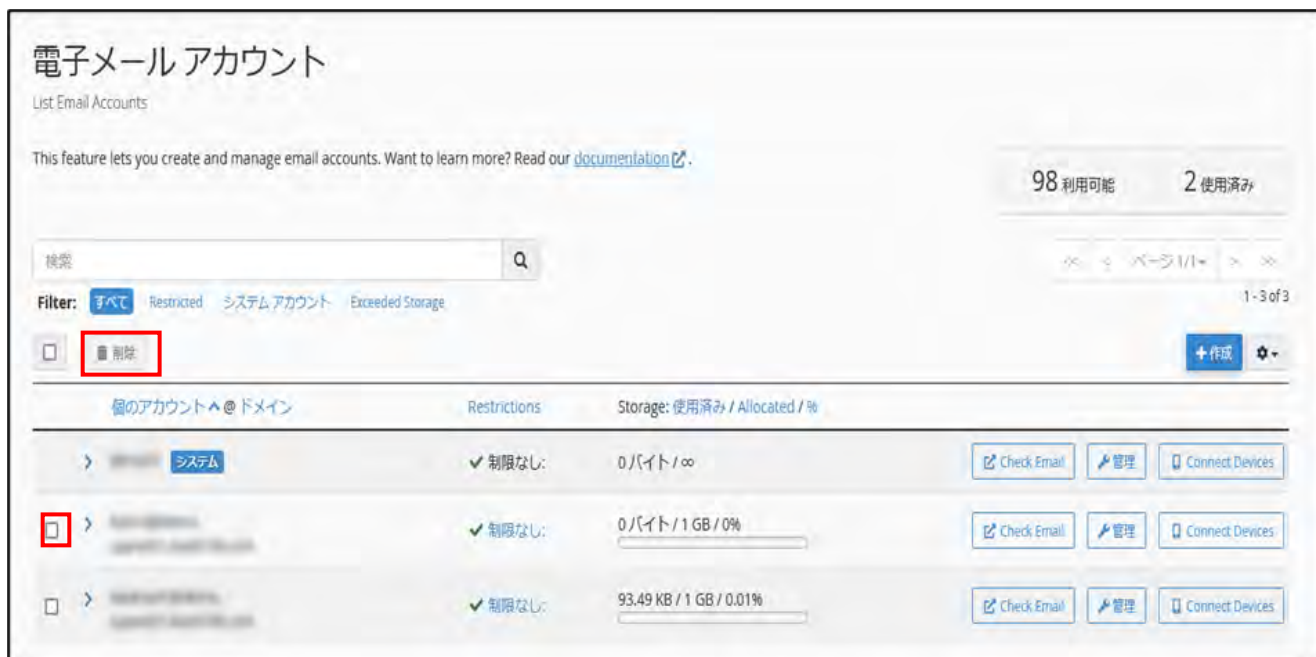 電子メール アカウント
List Email Accounts
This feature lets you create and manage email accounts. Want to learn more? Read our documentation.
98 利用可能 2 使用済み
検索
<< < ページ 1/1 > >>
Filter: すべて Restricted システム アカウント Exceeded Storage
1 - 3 of 3
削除
+ 作成
個のアカウント @ ドメイン Restrictions Storage: 使用済み / Allocated / %
システム 制限なし: 0 バイト / ∞ Check Email 管理 Connect Devices
制限なし: 0 バイト / 1 GB / 0% Check Email 管理 Connect Devices
制限なし: 93.49 KB / 1 GB / 0.01% Check Email 管理 Connect Devices